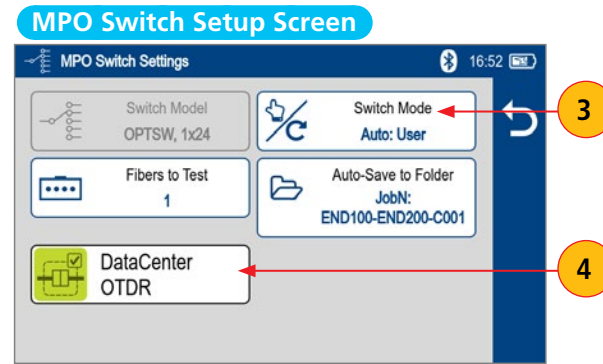 MPO Switch Setup Screen
MPO Switch Settings
16:52
Switch Model
OPTSW, 1x24
Switch Mode
Auto: User
3
Fibers to Test
1
Auto-Save to Folder
JobN:
END100-END200-C001
DataCenter
OTDR
4